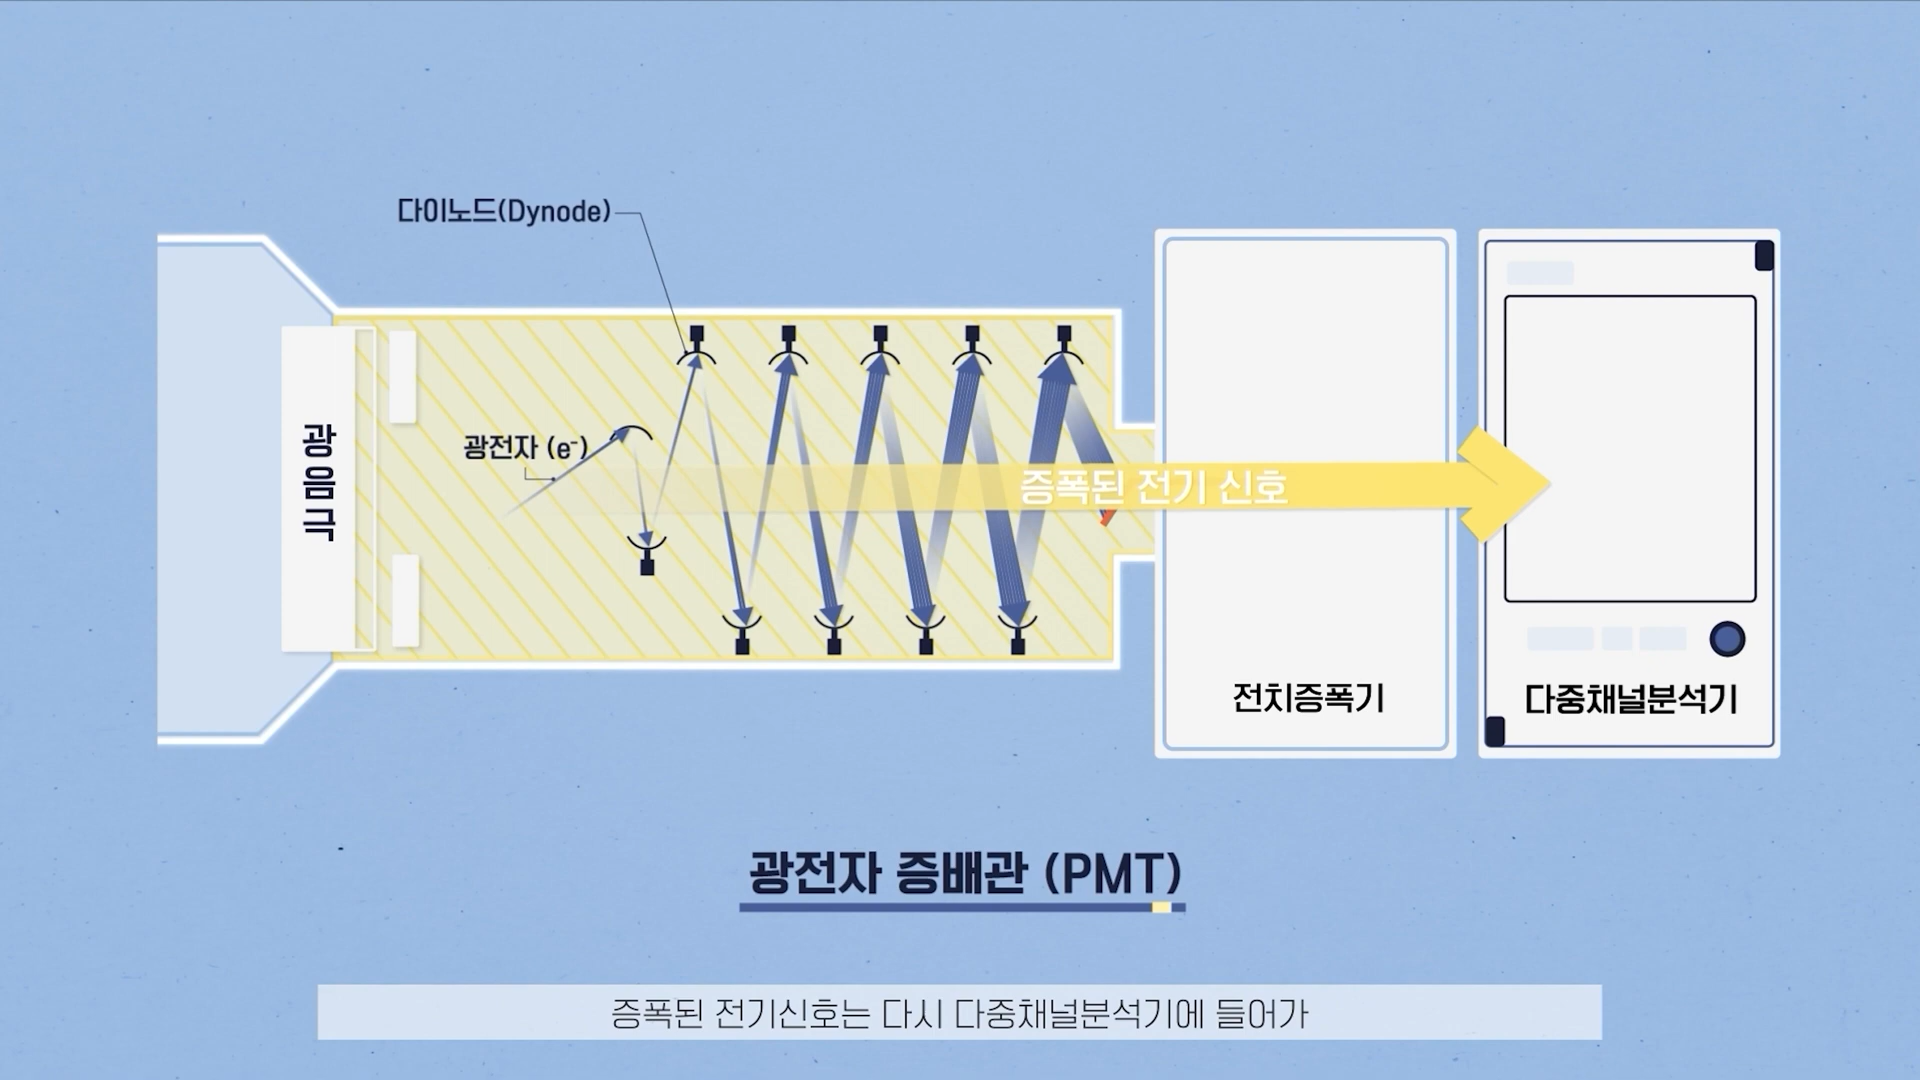 다이노드(Dynode)
광전자 (e⁻)
광음극
증폭된 전기 신호
전치증폭기
다중채널분석기
광전자 증배관 (PMT)
증폭된 전기신호는 다시 다중채널분석기에 들어가